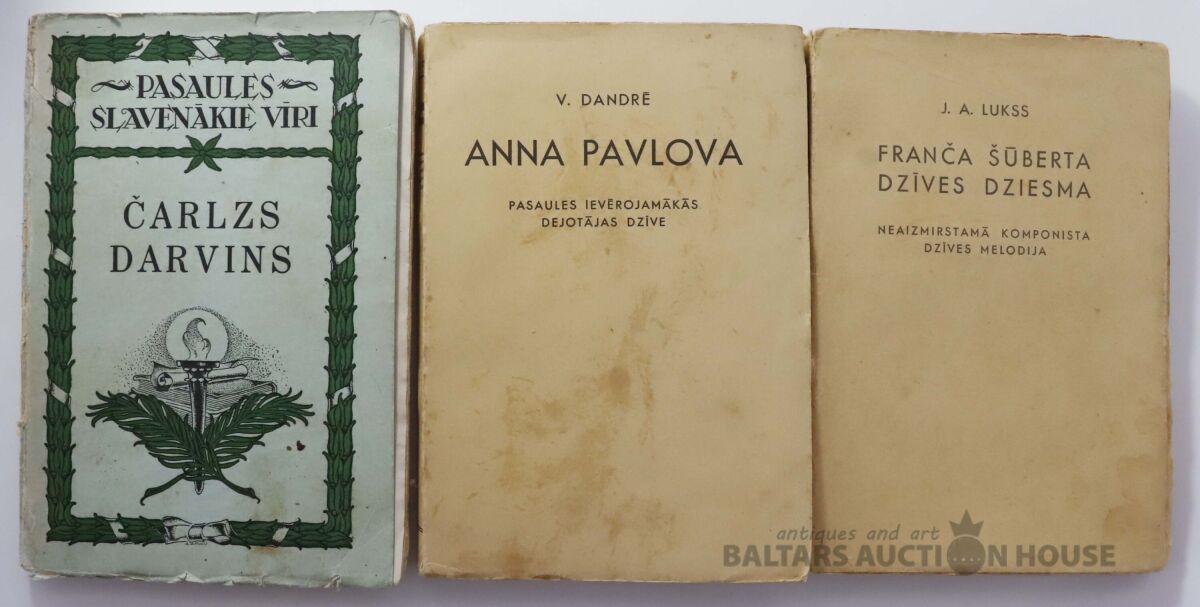 PASAULES
SLAVENĀKIE VĪRI
ČARLZS
DARVINS
V. DANDRĒ
ANNA PAVLOVA
PASAULES IEVĒROJAMĀKĀS
DEJOTĀJAS DZĪVE
J. A. LUKSS
FRANČA ŠŪBERTA
DZĪVES DZIESMA
NEAIZMIRSTAMĀ KOMPONISTA
DZĪVES MELODIJA
antiques and art
BALTARS AUCTION HOUSE